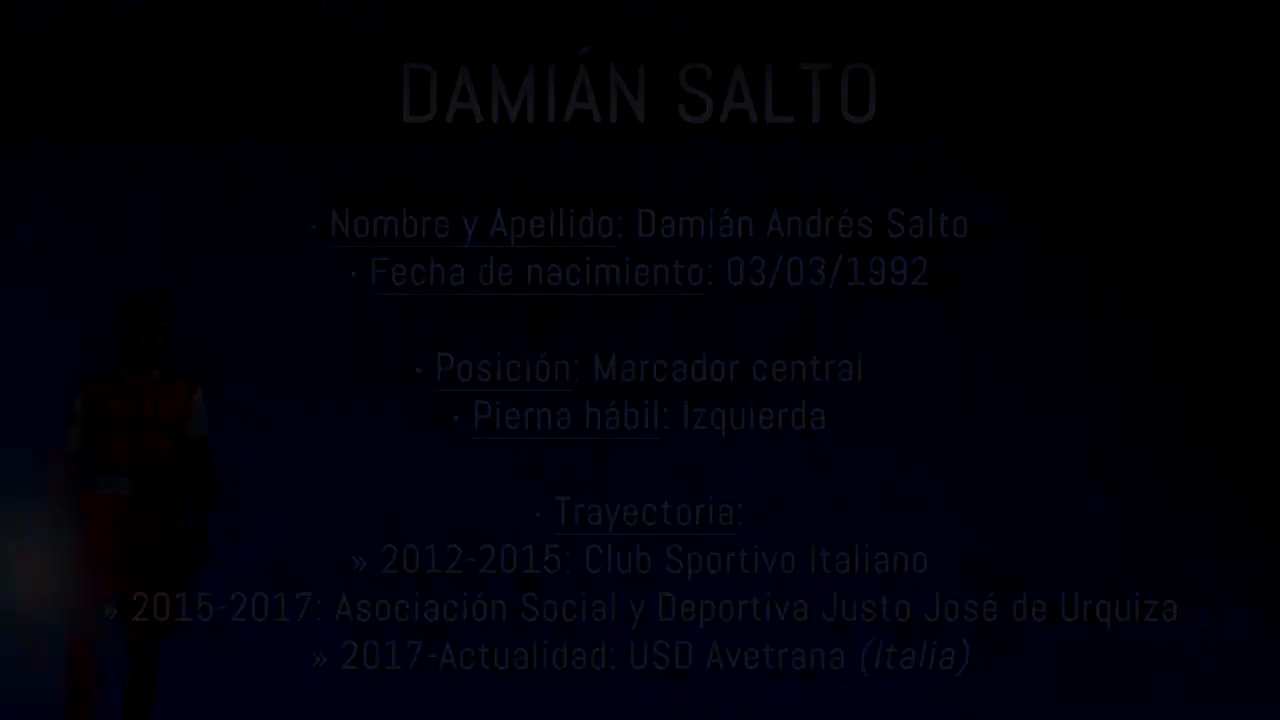 DAMIÁN SALTO
· Nombre y Apellido: Damián Andrés Salto
· Fecha de nacimiento: 03/03/1992
· Posición: Marcador central
· Pierna hábil: Izquierda
· Trayectoria:
» 2012-2015: Club Sportivo Italiano
» 2015-2017: Asociación Social y Deportiva Justo José de Urquiza
» 2017-Actualidad: USD Avetrana (Italia)